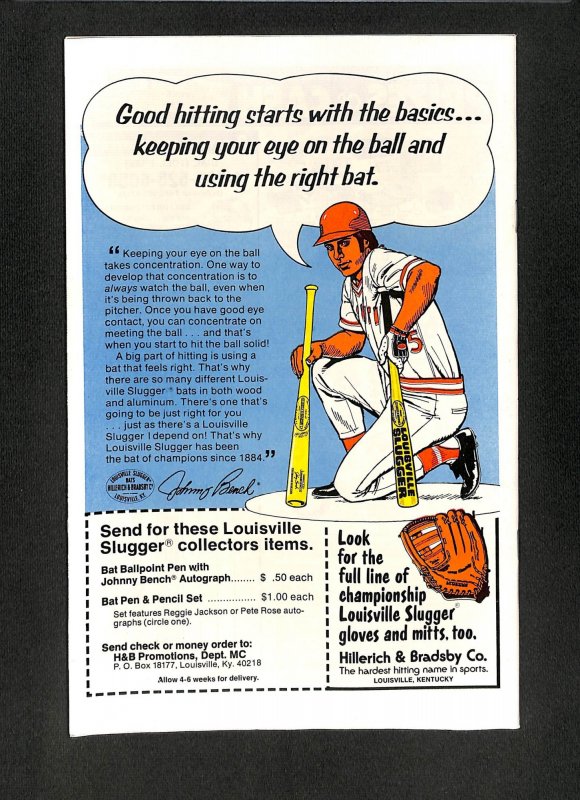 Good hitting starts with the basics...
keeping your eye on the ball and
using the right bat.
“Keeping your eye on the ball
takes concentration. One way to
develop that concentration is to
always watch the ball, even when
it's being thrown back to the
pitcher. Once you have good eye
contact, you can concentrate on
meeting the ball . . . and that's
when you start to hit the ball solid!
A big part of hitting is using a
bat that feels right. That's why
there are so many different Louis-
ville Slugger® bats in both wood
and aluminum. There's one that's
going to be just right for you
. . . just as there's a Louisville
Slugger I depend on! That's why
Louisville Slugger has been
the bat of champions since 1884.”
LOUISVILLE SLUGGER
BATS
HILLERICH & BRADSBY Co
LOUISVILLE, KY.
Johnny Bench
5
LOUISVILLE
SLUGGER
Send for these Louisville
Slugger® collectors items.
Bat Ballpoint Pen with
Johnny Bench® Autograph........ $ .50 each
Bat Pen & Pencil Set ................. $1.00 each
Set features Reggie Jackson or Pete Rose auto-
graphs (circle one).
Send check or money order to:
H&B Promotions, Dept. MC
P. O. Box 18177, Louisville, Ky. 40218
Allow 4-6 weeks for delivery.
Look
for the
full line of
championship
Louisville Slugger®
gloves and mitts, too.
Hillerich & Bradsby Co.
The hardest hitting name in sports.
LOUISVILLE, KENTUCKY